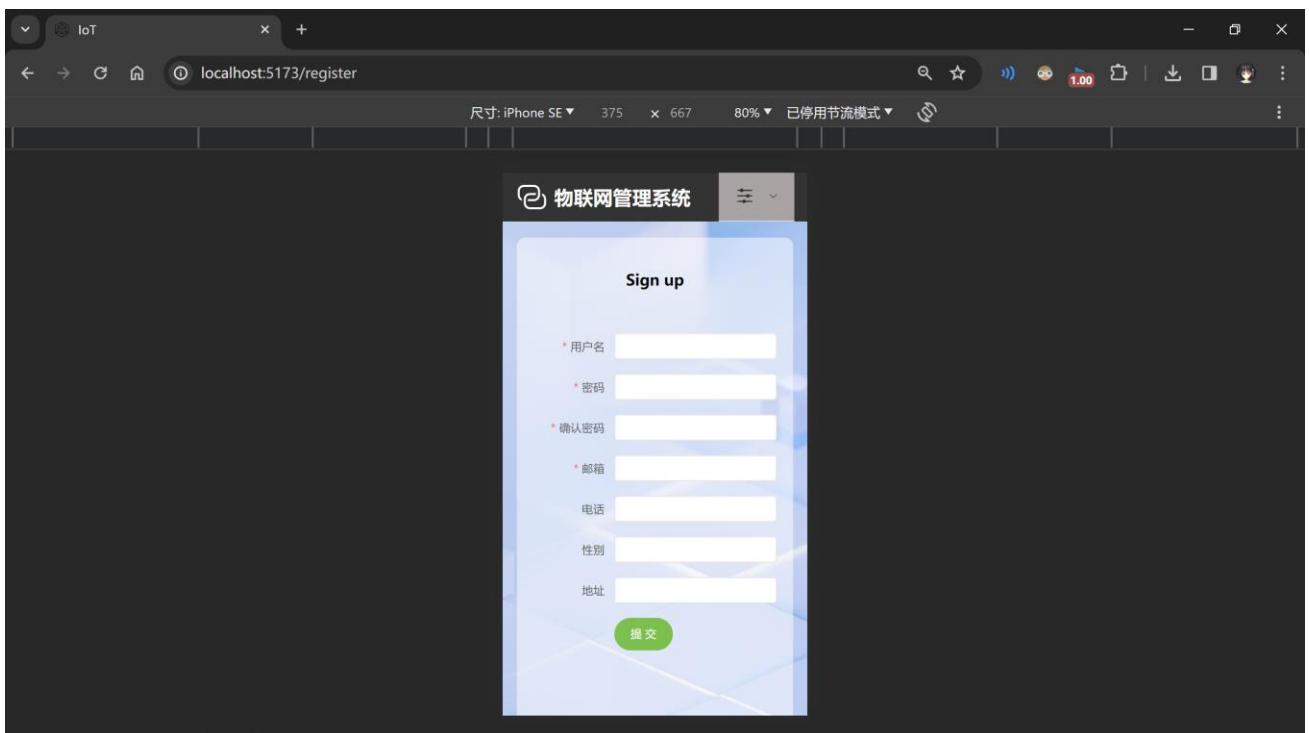 IoT
localhost:5173/register
1.00
尺寸: iPhone SE ▼ 375 × 667 80% ▼ 已停用节流模式 ▼
物联网管理系统
Sign up
* 用户名
* 密码
* 确认密码
* 邮箱
电话
性别
地址
提 交